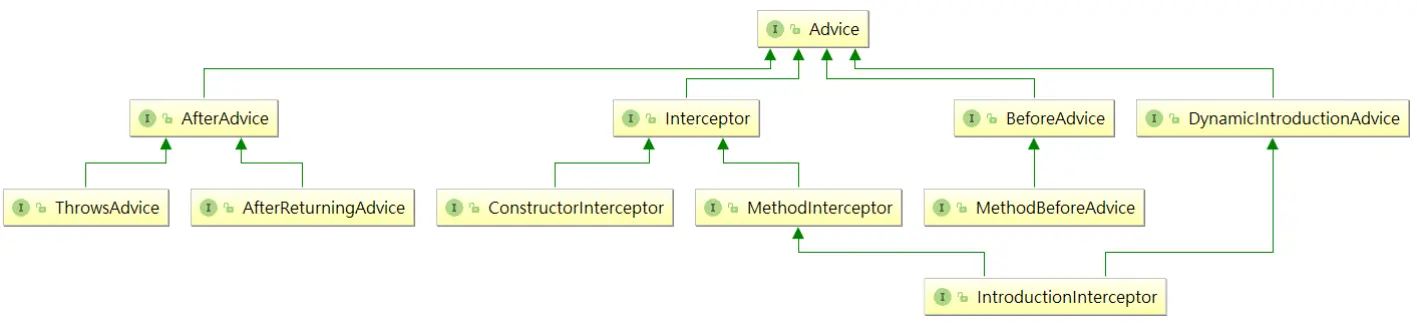 I Advice
I AfterAdvice
I Interceptor
I BeforeAdvice
I DynamicIntroductionAdvice
I ThrowsAdvice
I AfterReturningAdvice
I ConstructorInterceptor
I MethodInterceptor
I MethodBeforeAdvice
I IntroductionInterceptor